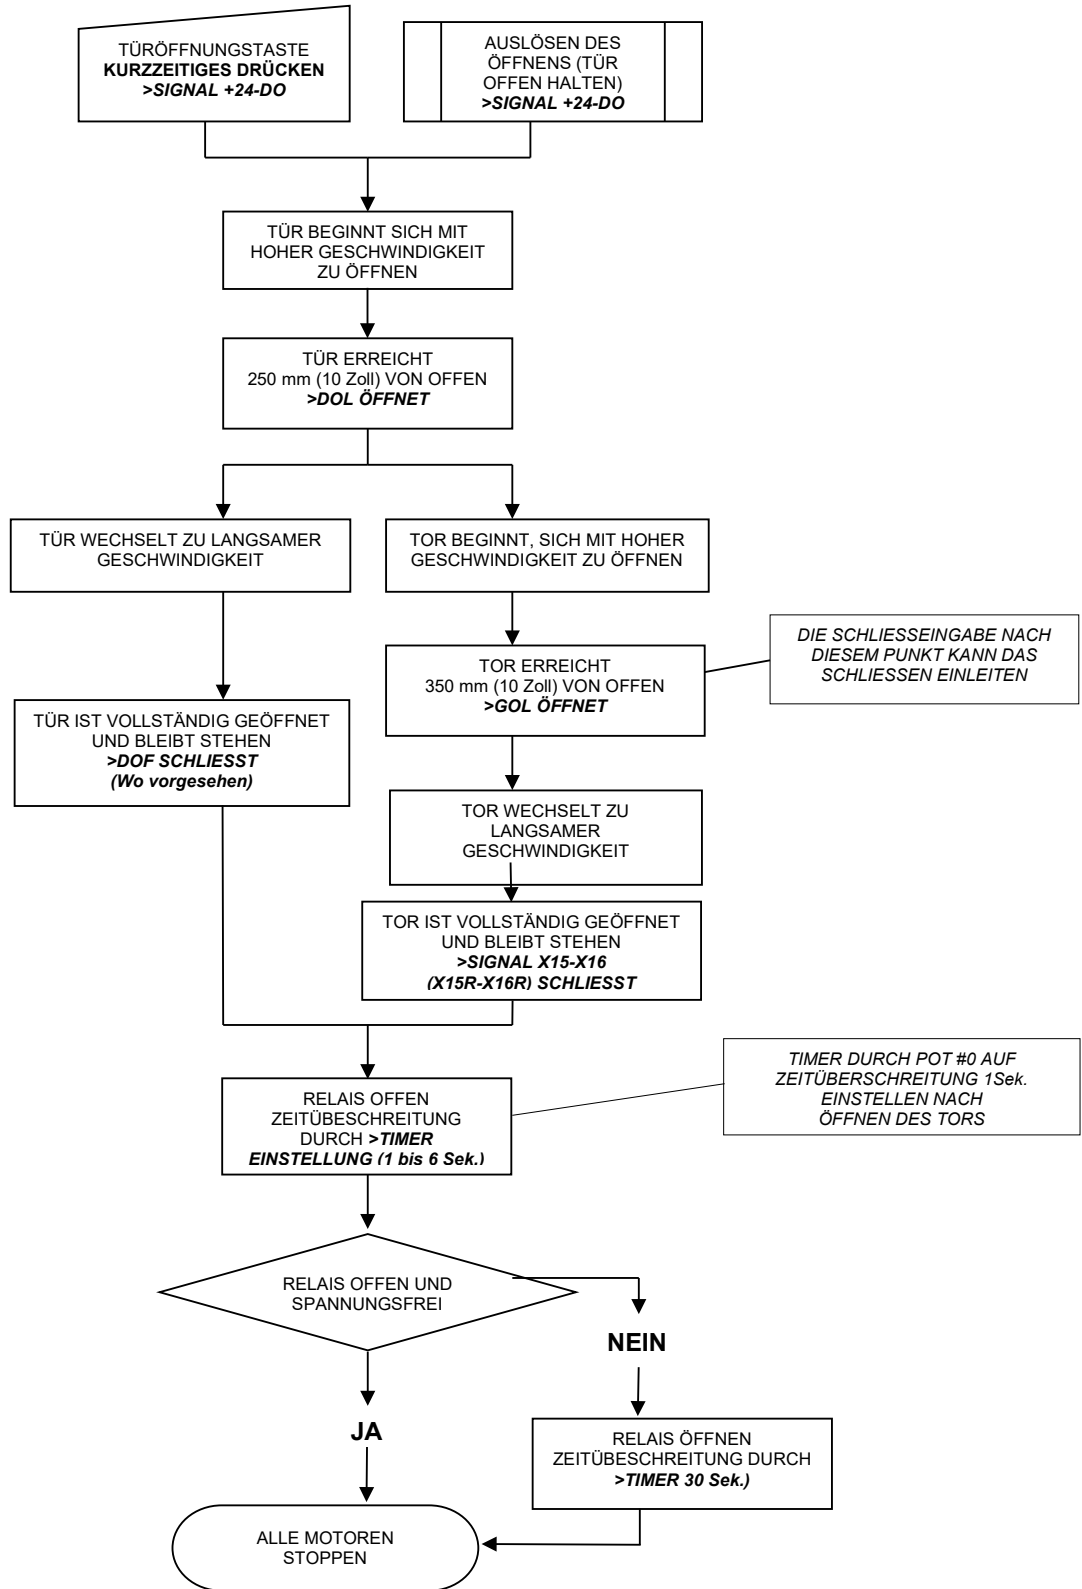 TÜRÖFFNUNGSTASTE
KURZZEITIGES DRÜCKEN
>SIGNAL +24-DO
AUSLÖSEN DES
ÖFFNENS (TÜR
OFFEN HALTEN)
>SIGNAL +24-DO
TÜR BEGINNT SICH MIT
HOHER GESCHWINDIGKEIT
ZU ÖFFNEN
TÜR ERREICHT
250 mm (10 Zoll) VON OFFEN
>DOL ÖFFNET
TÜR WECHSELT ZU LANGSAMER
GESCHWINDIGKEIT
TOR BEGINNT, SICH MIT HOHER
GESCHWINDIGKEIT ZU ÖFFNEN
TOR ERREICHT
350 mm (10 Zoll) VON OFFEN
>GOL ÖFFNET
DIE SCHLIESSEINGABE NACH
DIESEM PUNKT KANN DAS
SCHLIESSEN EINLEITEN
TÜR IST VOLLSTÄNDIG GEÖFFNET
UND BLEIBT STEHEN
>DOF SCHLIESST
(Wo vorgesehen)
TOR WECHSELT ZU
LANGSAMER
GESCHWINDIGKEIT
TOR IST VOLLSTÄNDIG GEÖFFNET
UND BLEIBT STEHEN
>SIGNAL X15-X16
(X15R-X16R) SCHLIESST
RELAIS OFFEN
ZEITÜBESCHREITUNG
DURCH >TIMER
EINSTELLUNG (1 bis 6 Sek.)
TIMER DURCH POT #0 AUF
ZEITÜBERSCHREITUNG 1Sek.
EINSTELLEN NACH
ÖFFNEN DES TORS
RELAIS OFFEN UND
SPANNUNGSFREI
NEIN
JA
RELAIS ÖFFNEN
ZEITÜBESCHREITUNG DURCH
>TIMER 30 Sek.)
ALLE MOTOREN
STOPPEN